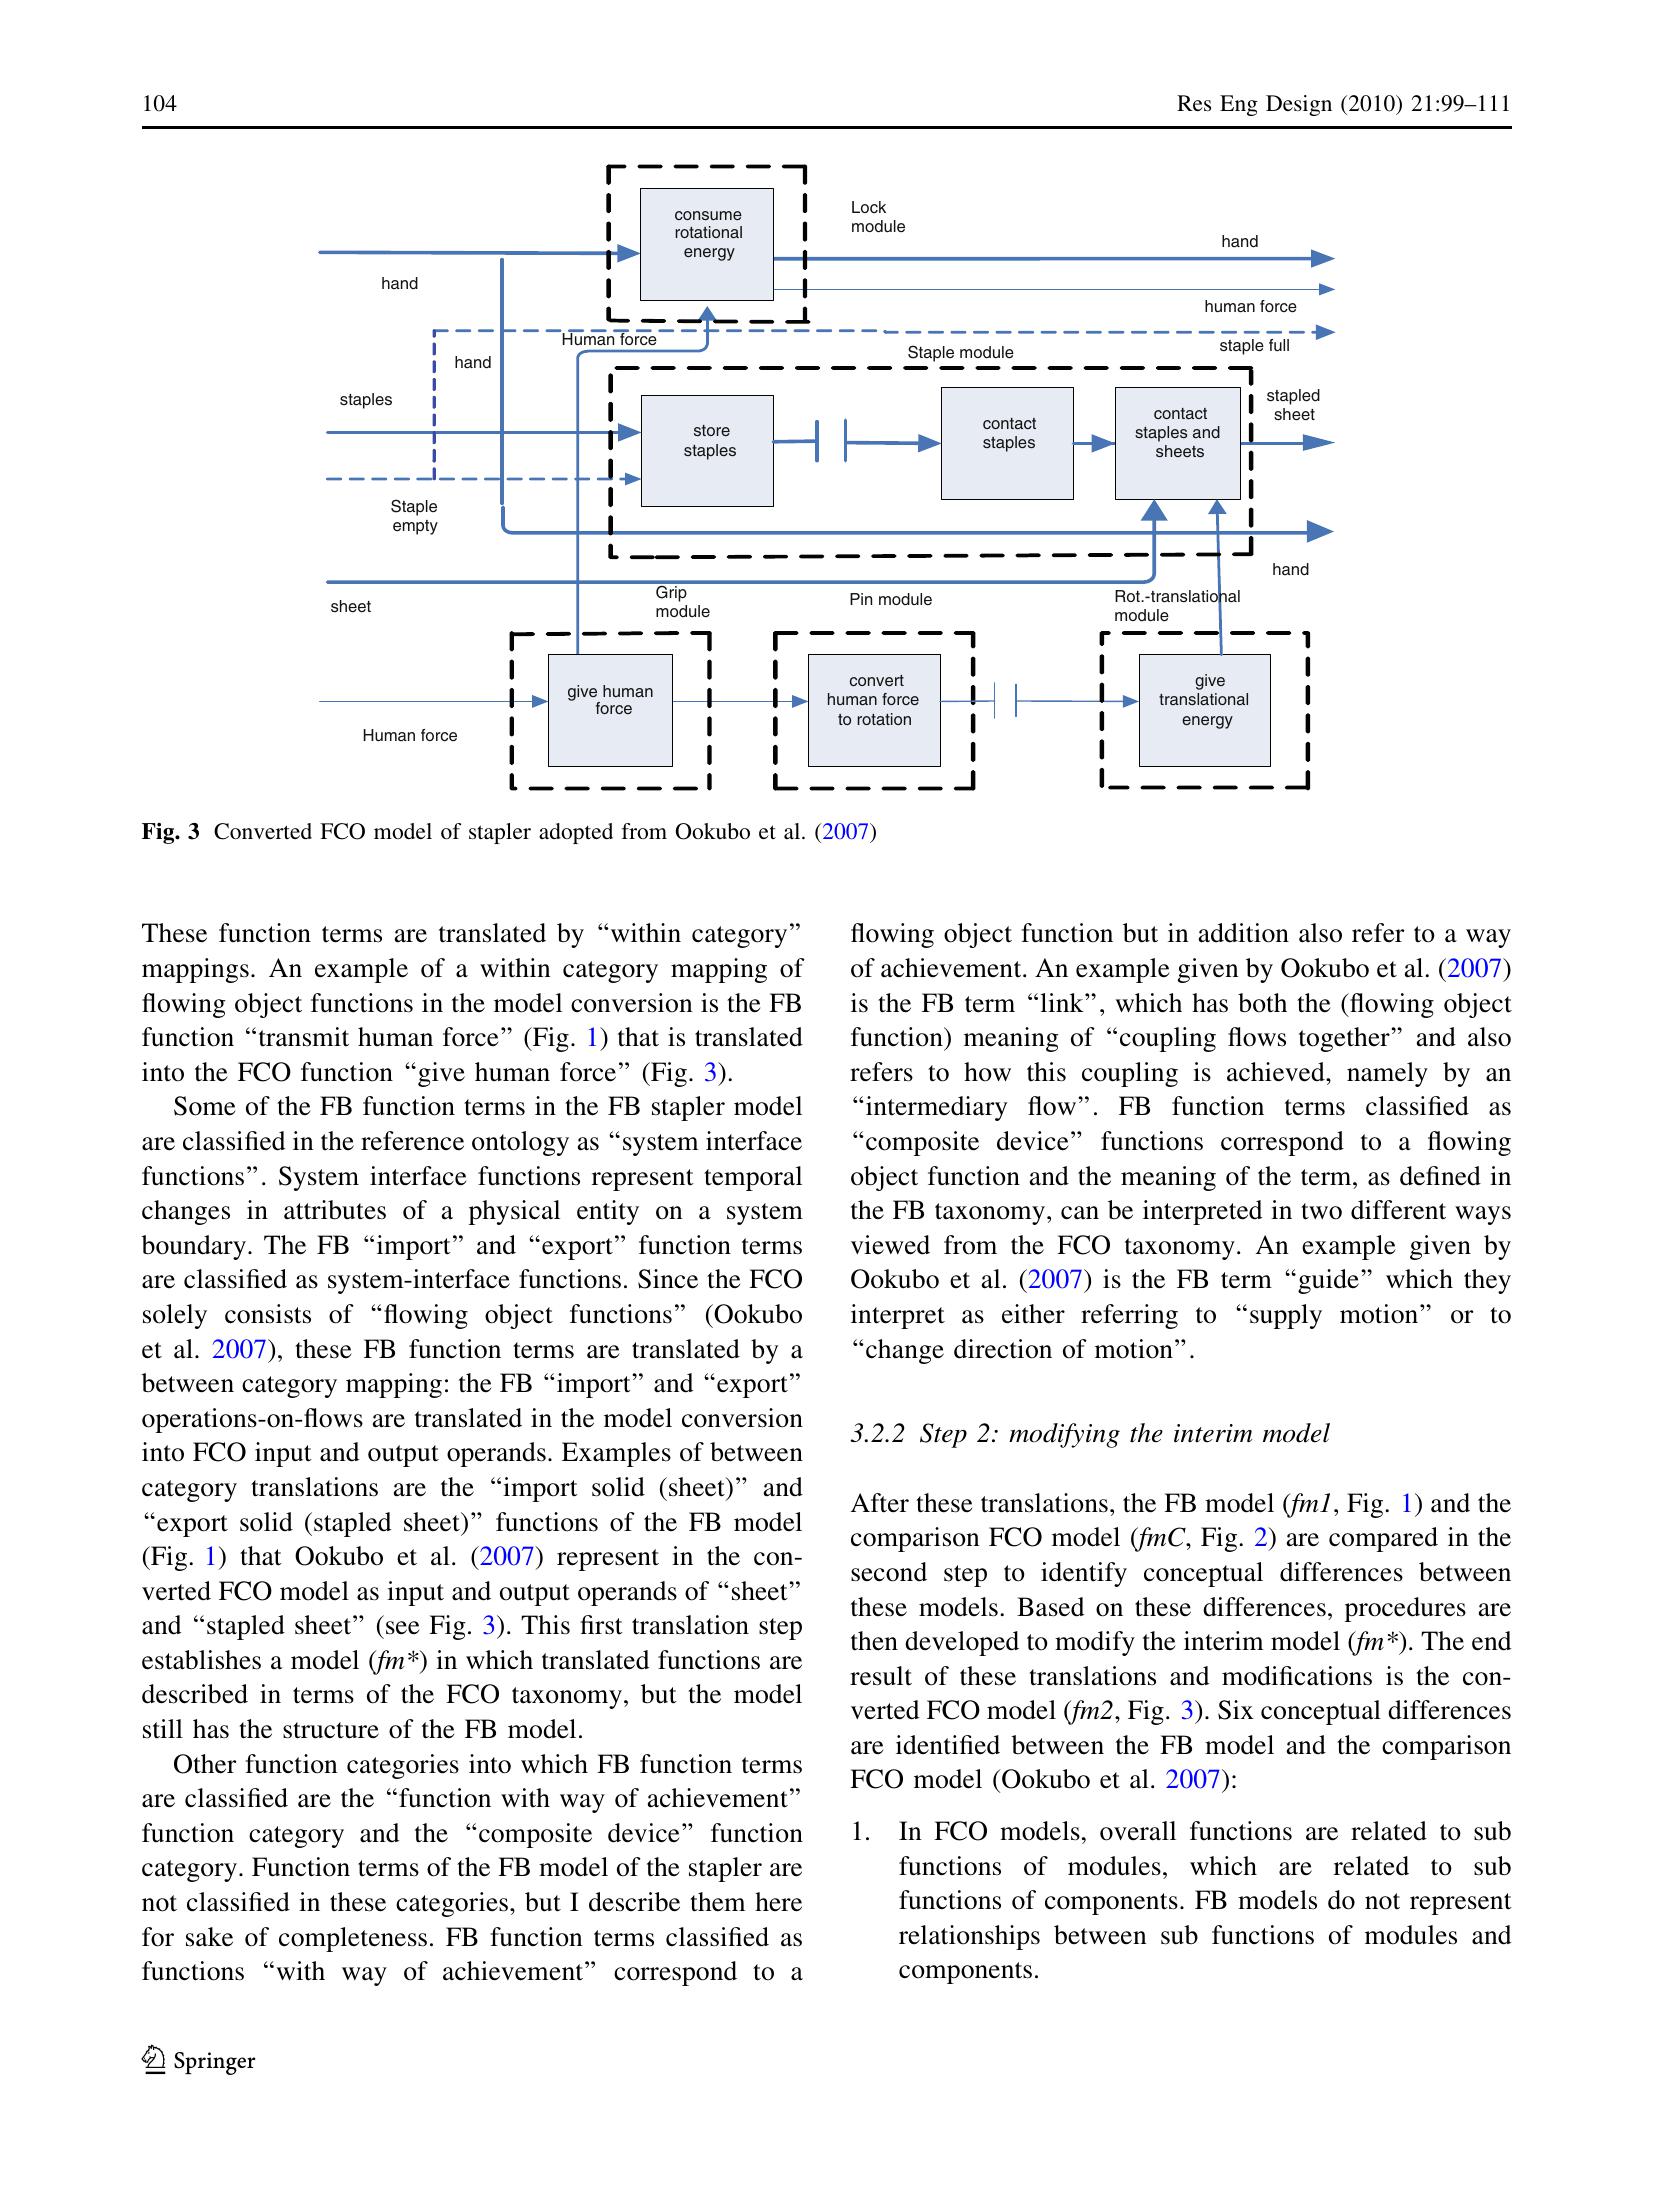 104
Res Eng Design (2010) 21:99–111
consume
rotational
energy
Lock
module
hand
hand
human force
Human force
staple full
hand
Staple module
staples
stapled
sheet
store
staples
contact
staples
contact
staples and
sheets
Staple
empty
hand
sheet
Grip
module
Pin module
Rot.-translational
module
give human
force
convert
human force
to rotation
give
translational
energy
Human force
Fig. 3 Converted FCO model of stapler adopted from Ookubo et al. (2007)
These function terms are translated by “within category”
mappings. An example of a within category mapping of
flowing object functions in the model conversion is the FB
function “transmit human force” (Fig. 1) that is translated
into the FCO function “give human force” (Fig. 3).
Some of the FB function terms in the FB stapler model
are classified in the reference ontology as “system interface
functions”. System interface functions represent temporal
changes in attributes of a physical entity on a system
boundary. The FB “import” and “export” function terms
are classified as system-interface functions. Since the FCO
solely consists of “flowing object functions” (Ookubo
et al. 2007), these FB function terms are translated by a
between category mapping: the FB “import” and “export”
operations-on-flows are translated in the model conversion
into FCO input and output operands. Examples of between
category translations are the “import solid (sheet)” and
“export solid (stapled sheet)” functions of the FB model
(Fig. 1) that Ookubo et al. (2007) represent in the con-
verted FCO model as input and output operands of “sheet”
and “stapled sheet” (see Fig. 3). This first translation step
establishes a model (fm*) in which translated functions are
described in terms of the FCO taxonomy, but the model
still has the structure of the FB model.
Other function categories into which FB function terms
are classified are the “function with way of achievement”
function category and the “composite device” function
category. Function terms of the FB model of the stapler are
not classified in these categories, but I describe them here
for sake of completeness. FB function terms classified as
functions “with way of achievement” correspond to a
flowing object function but in addition also refer to a way
of achievement. An example given by Ookubo et al. (2007)
is the FB term “link”, which has both the (flowing object
function) meaning of “coupling flows together” and also
refers to how this coupling is achieved, namely by an
“intermediary flow”. FB function terms classified as
“composite device” functions correspond to a flowing
object function and the meaning of the term, as defined in
the FB taxonomy, can be interpreted in two different ways
viewed from the FCO taxonomy. An example given by
Ookubo et al. (2007) is the FB term “guide” which they
interpret as either referring to “supply motion” or to
“change direction of motion”.
3.2.2 Step 2: modifying the interim model
After these translations, the FB model (fm1, Fig. 1) and the
comparison FCO model (fmC, Fig. 2) are compared in the
second step to identify conceptual differences between
these models. Based on these differences, procedures are
then developed to modify the interim model (fm*). The end
result of these translations and modifications is the con-
verted FCO model (fm2, Fig. 3). Six conceptual differences
are identified between the FB model and the comparison
FCO model (Ookubo et al. 2007):
1. In FCO models, overall functions are related to sub
functions of modules, which are related to sub
functions of components. FB models do not represent
relationships between sub functions of modules and
components.
Springer